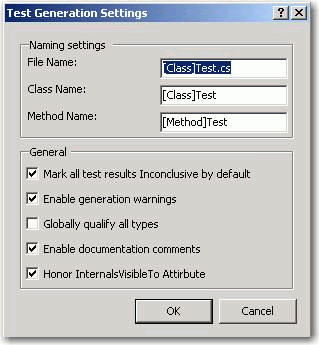 Test Generation Settings
Naming settings
File Name: [Class]Test.cs
Class Name: [Class]Test
Method Name: [Method]Test
General
Mark all test results Inconclusive by default
Enable generation warnings
Globally qualify all types
Enable documentation comments
Honor InternalsVisibleTo Attirbute
OK Cancel